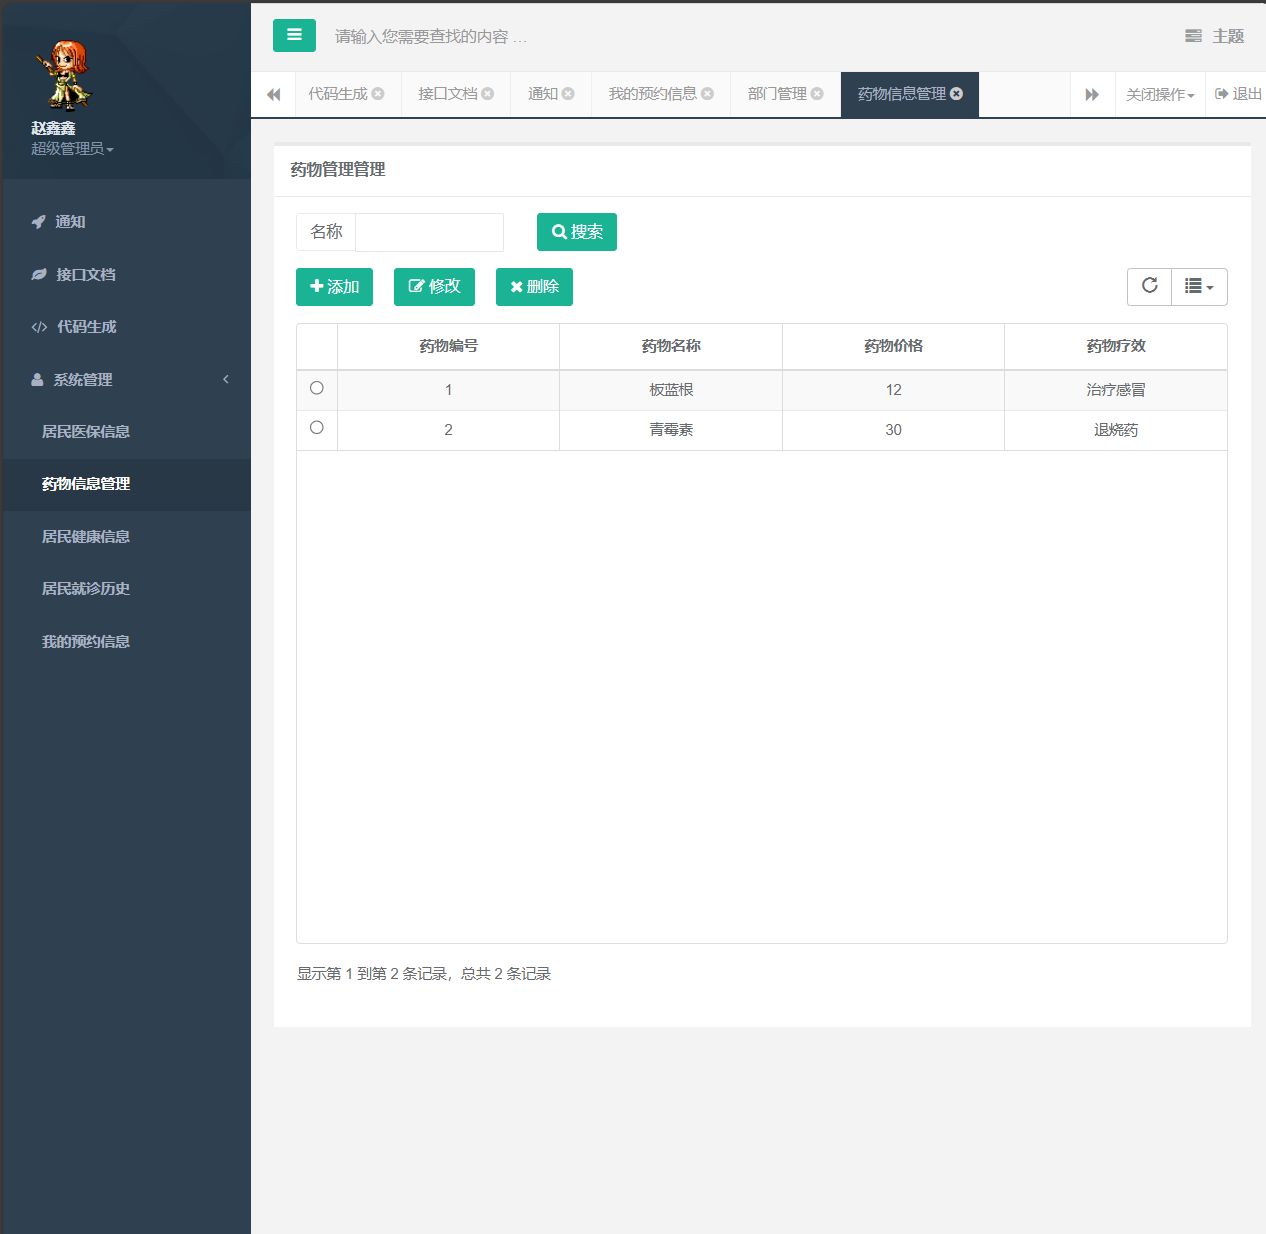 赵鑫鑫
超级管理员
通知
接口文档
代码生成
系统管理
居民医保信息
药物信息管理
居民健康信息
居民就诊历史
我的预约信息
请输入您需要查找的内容 …
主题
代码生成 接口文档 通知 我的预约信息 部门管理 药物信息管理 关闭操作 退出
药物管理管理
名称 搜索
添加 修改 删除
药物编号 药物名称 药物价格 药物疗效
1 板蓝根 12 治疗感冒
2 青霉素 30 退烧药
显示第 1 到第 2 条记录，总共 2 条记录